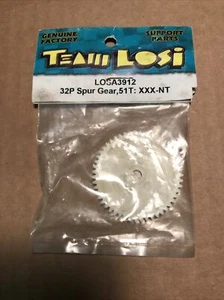 GENUINE FACTORY
SUPPORT PARTS
TEAM LOSI
LOSA3912
32P Spur Gear,51T: XXX-NT